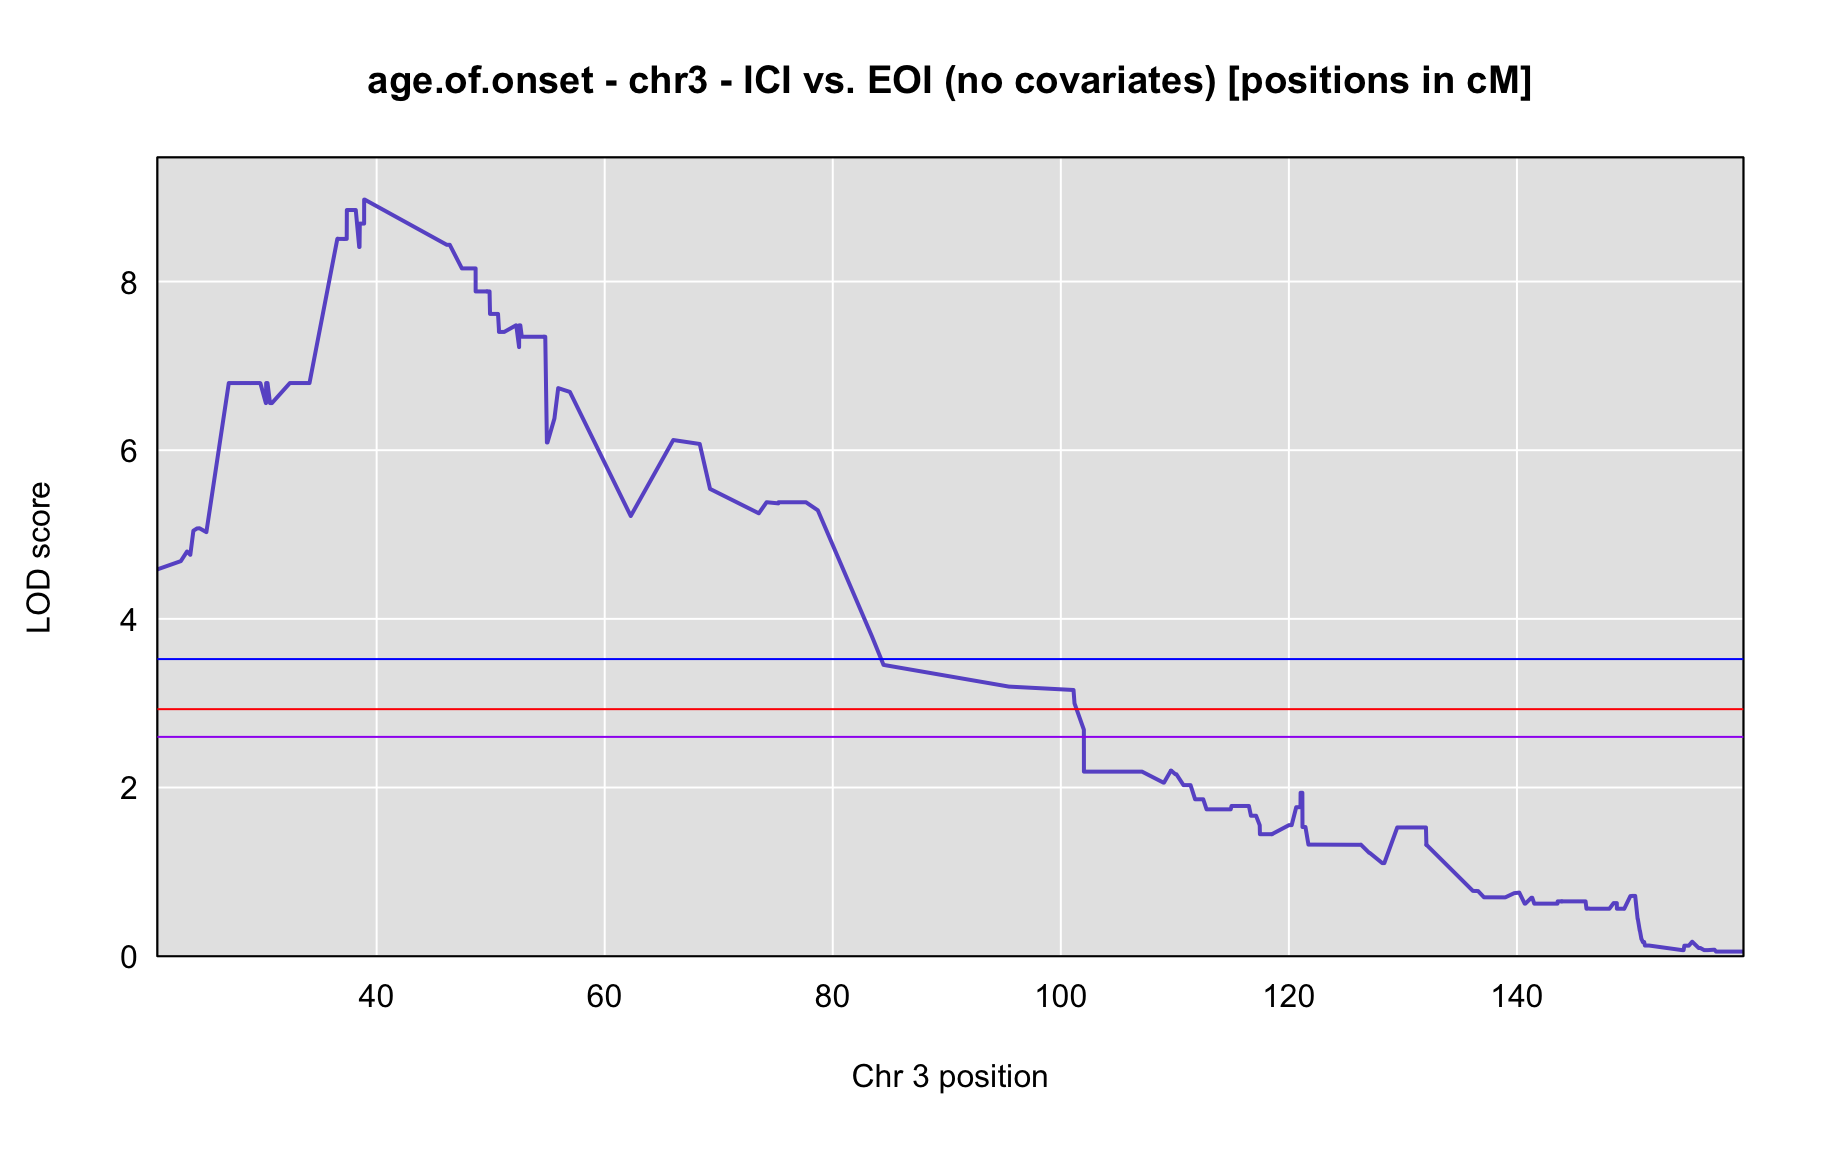 age.of.onset - chr3 - ICI vs. EOI (no covariates) [positions in cM]
8
6
4
2
0
LOD score
40 60 80 100 120 140
Chr 3 position